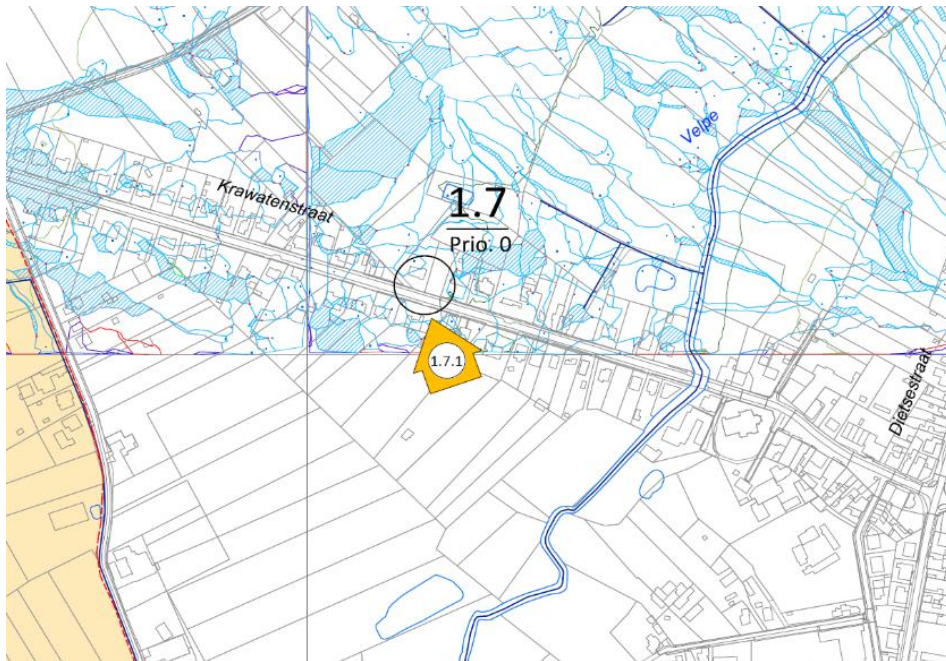 Velpe
Krawatenstraat
1.7
Prio. 0
1.7.1
Dietsestraat